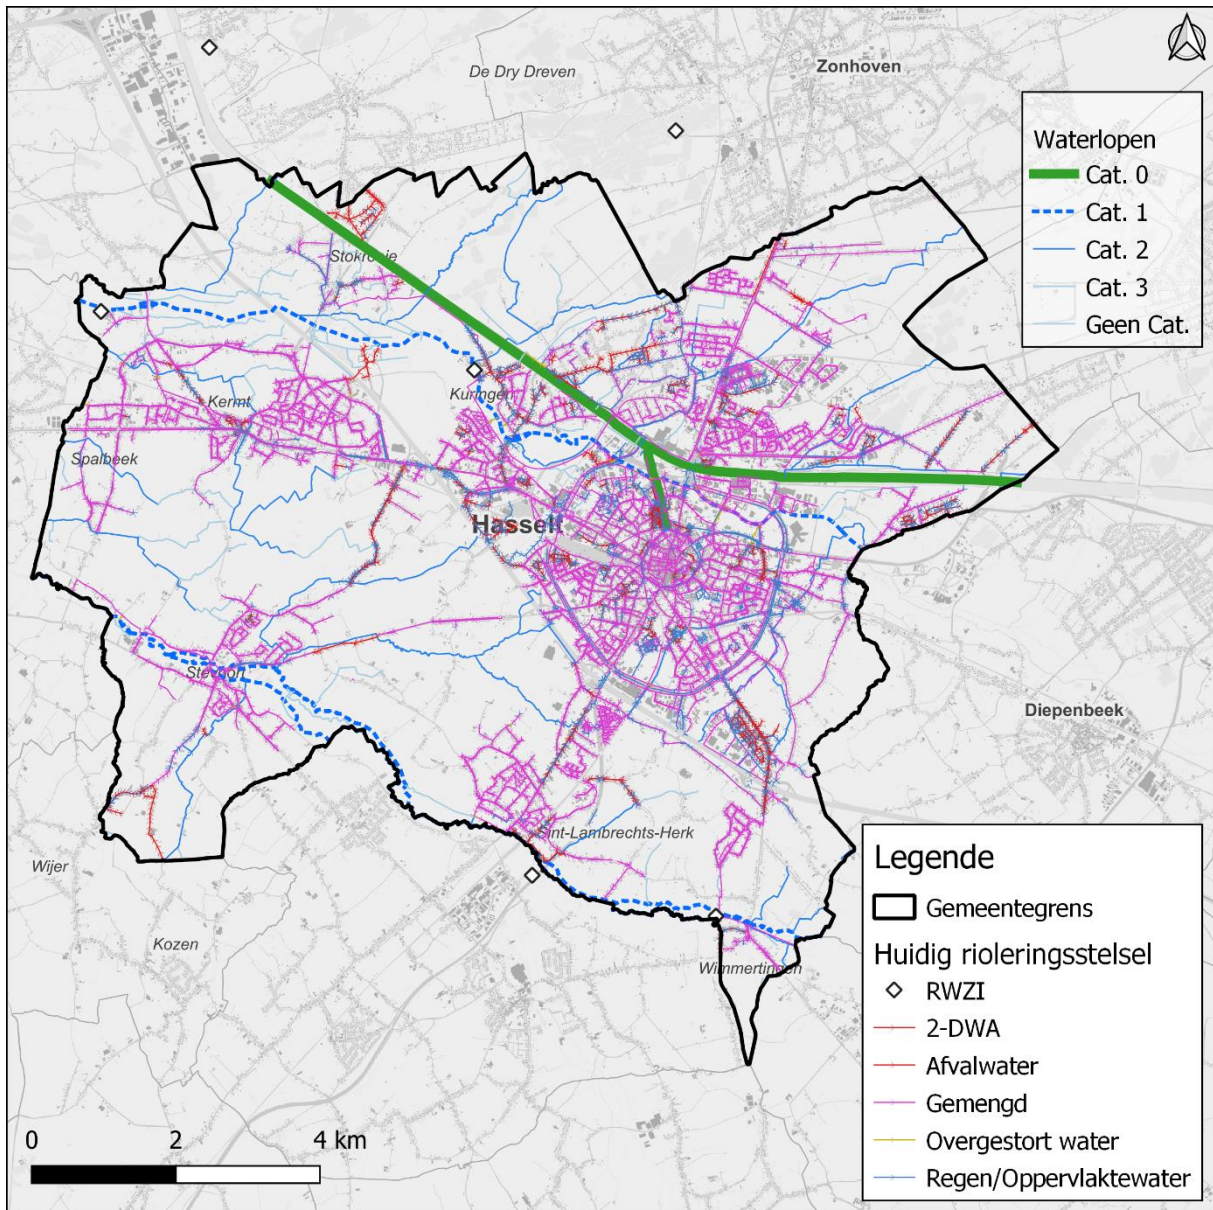 De Dry Dreven
Zonhoven
Waterlopen
Cat. 0
Cat. 1
Cat. 2
Cat. 3
Geen Cat.
Stokrooie
Kuringen
Kermt
Spalbeek
Hasselt
Stevoort
Diepenbeek
Sint-Lambrechts-Herk
Wijer
Kozen
Wimmertingen
Legende
Gemeentegrens
Huidig rioleringsstelsel
RWZI
2-DWA
Afvalwater
Gemengd
Overgestort water
Regen/Oppervlaktewater
0 2 4 km